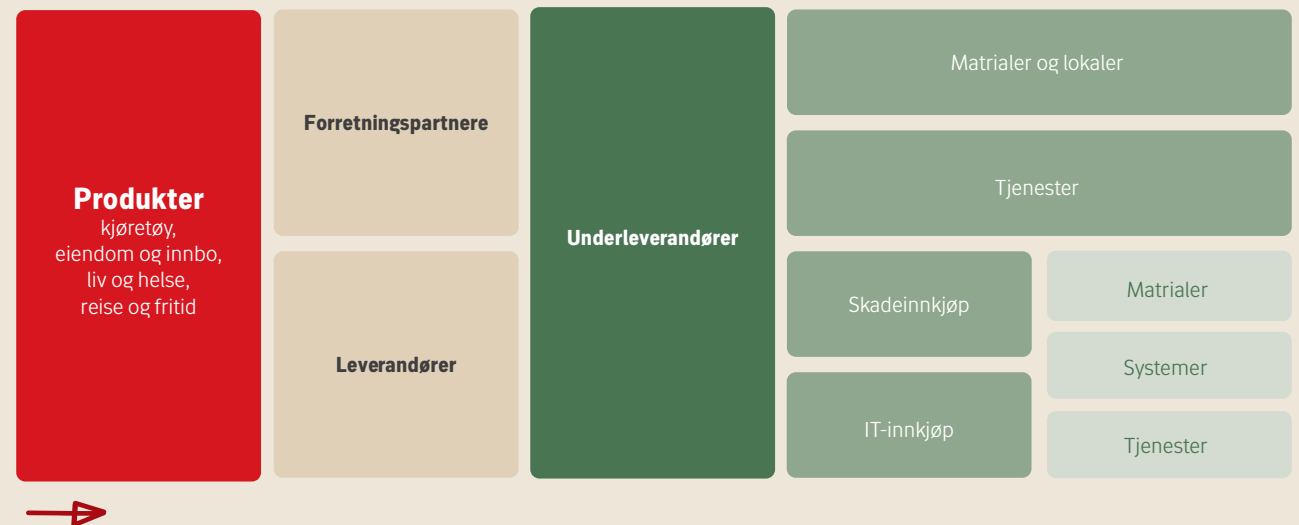 Produkter
kjøretøy,
eiendom og innbo,
liv og helse,
reise og fritid
Forretningspartnere
Leverandører
Underleverandører
Matrialer og lokaler
Tjenester
Skadeinnkjøp
IT-innkjøp
Matrialer
Systemer
Tjenester